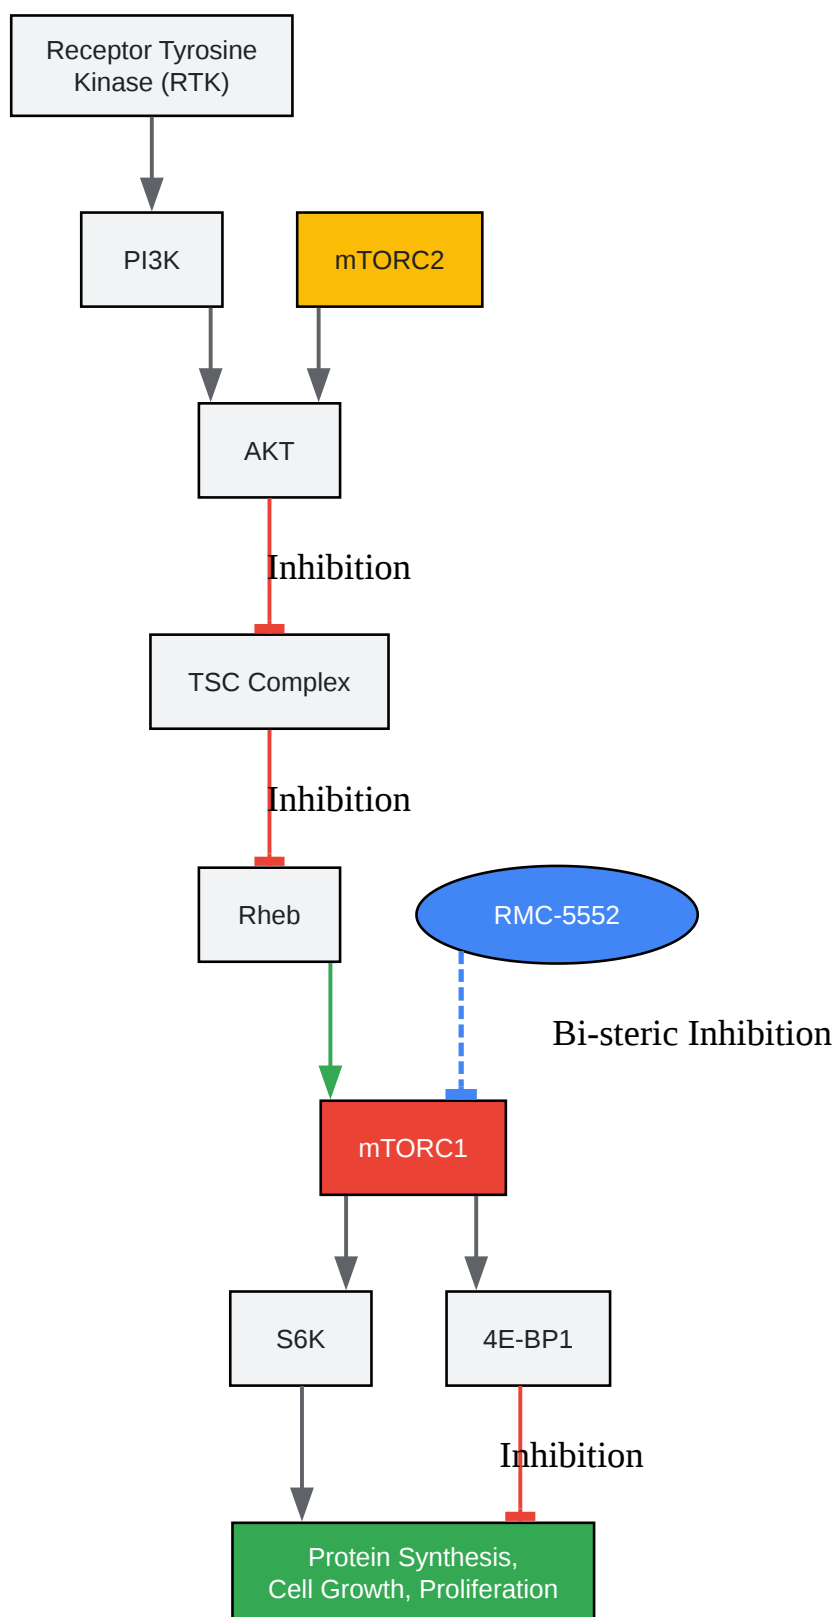 Receptor Tyrosine
Kinase (RTK)
PI3K
mTORC2
AKT
Inhibition
TSC Complex
Inhibition
Rheb
RMC-5552
Bi-steric Inhibition
mTORC1
S6K
4E-BP1
Inhibition
Protein Synthesis,
Cell Growth, Proliferation